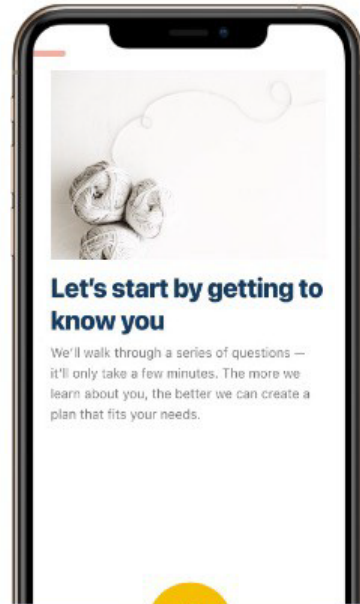 Let's start by getting to
know you
We'll walk through a series of questions —
it'll only take a few minutes. The more we
learn about you, the better we can create a
plan that fits your needs.